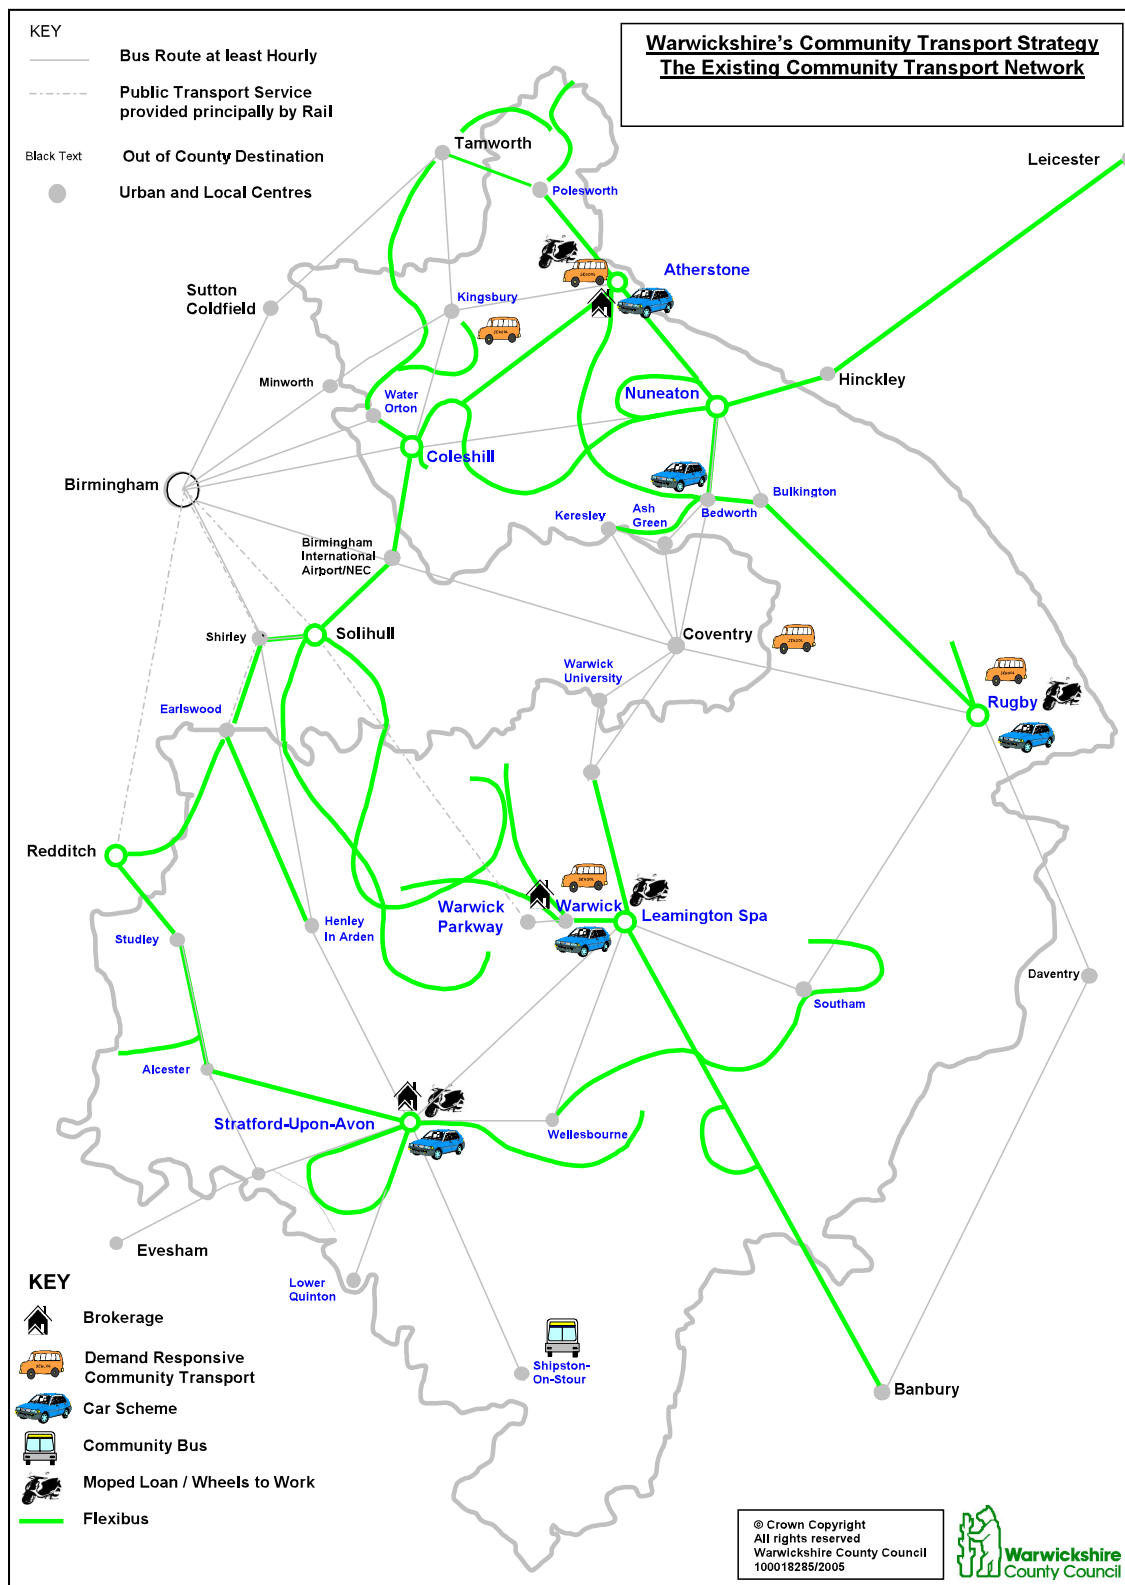 KEY
Bus Route at least Hourly
Public Transport Service
provided principally by Rail
Black Text
Out of County Destination
Urban and Local Centres
Warwickshire's Community Transport Strategy
The Existing Community Transport Network
Tamworth
Leicester
Polesworth
Atherstone
Sutton
Coldfield
Kingsbury
Minworth
Hinckley
Water
Orton
Nuneaton
Coleshill
Birmingham
Bulkington
Ash
Green
Keresley
Bedworth
Birmingham
International
Airport/NEC
Shirley
Solihull
Coventry
Warwick
University
Rugby
Earlswood
Redditch
Warwick
Parkway
Warwick
Leamington Spa
Henley
In Arden
Studley
Daventry
Southam
Alcester
Stratford-Upon-Avon
Wellesbourne
Evesham
Lower
Quinton
Shipston-
On-Stour
Banbury
KEY
Brokerage
Demand Responsive
Community Transport
Car Scheme
Community Bus
Moped Loan / Wheels to Work
Flexibus
© Crown Copyright
All rights reserved
Warwickshire County Council
100018285/2005
Warwickshire
County Council